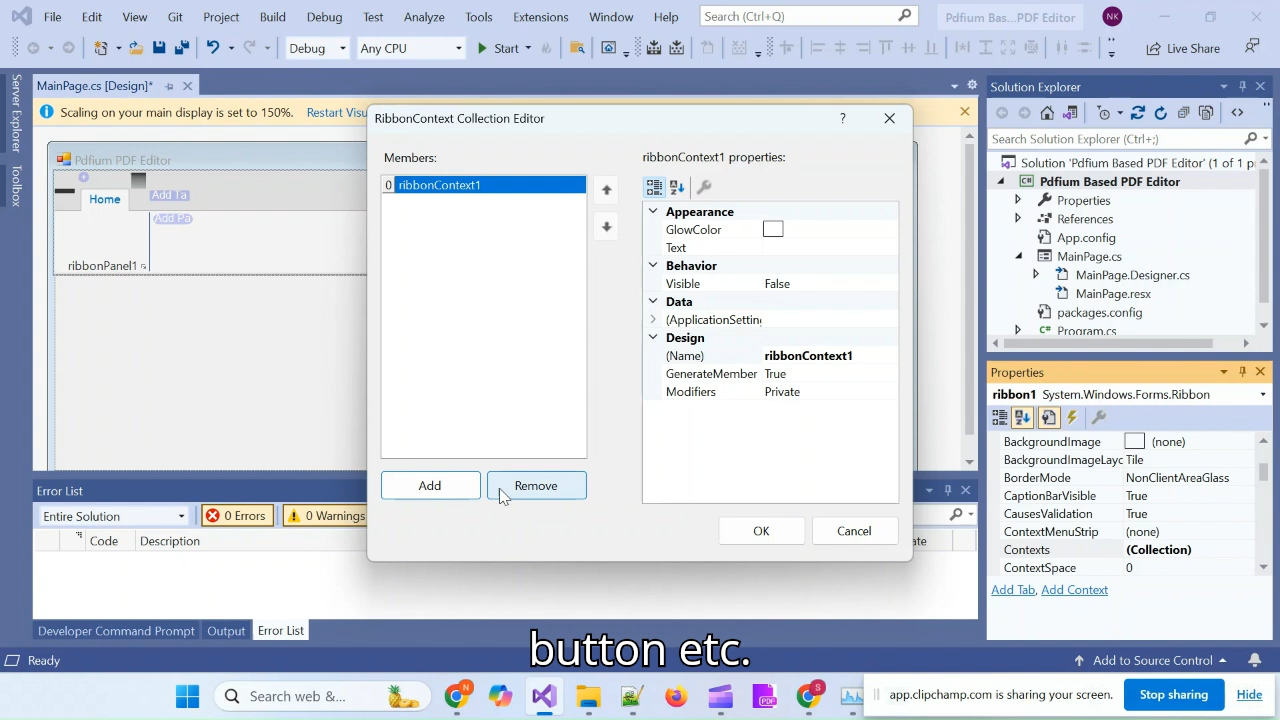 File Edit View Git Project Build Debug Test Analyze Tools Extensions Window Help Search (Ctrl+Q) Pdfium Bas...PDF Editor NK
Debug Any CPU Start Live Share
MainPage.cs [Design]*
Scaling on your main display is set to 150%. Restart Visu
Server Explorer
Toolbox
Pdfium PDF Editor
Home
Add Ta
Add Pa
ribbonPanel1
RibbonContext Collection Editor ?
Members:
0 ribbonContext1
Add Remove
ribbonContext1 properties:
Appearance
GlowColor
Text
Behavior
Visible False
Data
(ApplicationSetting
Design
(Name) ribbonContext1
GenerateMember True
Modifiers Private
OK Cancel
Solution Explorer
Search Solution Explorer (Ctrl+;)
Solution 'Pdfium Based PDF Editor' (1 of 1 p
Pdfium Based PDF Editor
Properties
References
App.config
MainPage.cs
MainPage.Designer.cs
MainPage.resx
packages.config
Program.cs
Properties
ribbon1 System.Windows.Forms.Ribbon
BackgroundImage (none)
BackgroundImageLayc Tile
BorderMode NonClientAreaGlass
CaptionBarVisible True
CausesValidation True
ContextMenuStrip (none)
Contexts (Collection)
ContextSpace 0
Add Tab, Add Context
Error List
Entire Solution 0 Errors 0 Warnings
Code Description ate
Developer Command Prompt Output Error List
button etc.
Ready Add to Source Control
Search web &... app.clipchamp.com is sharing your screen. Stop sharing Hide